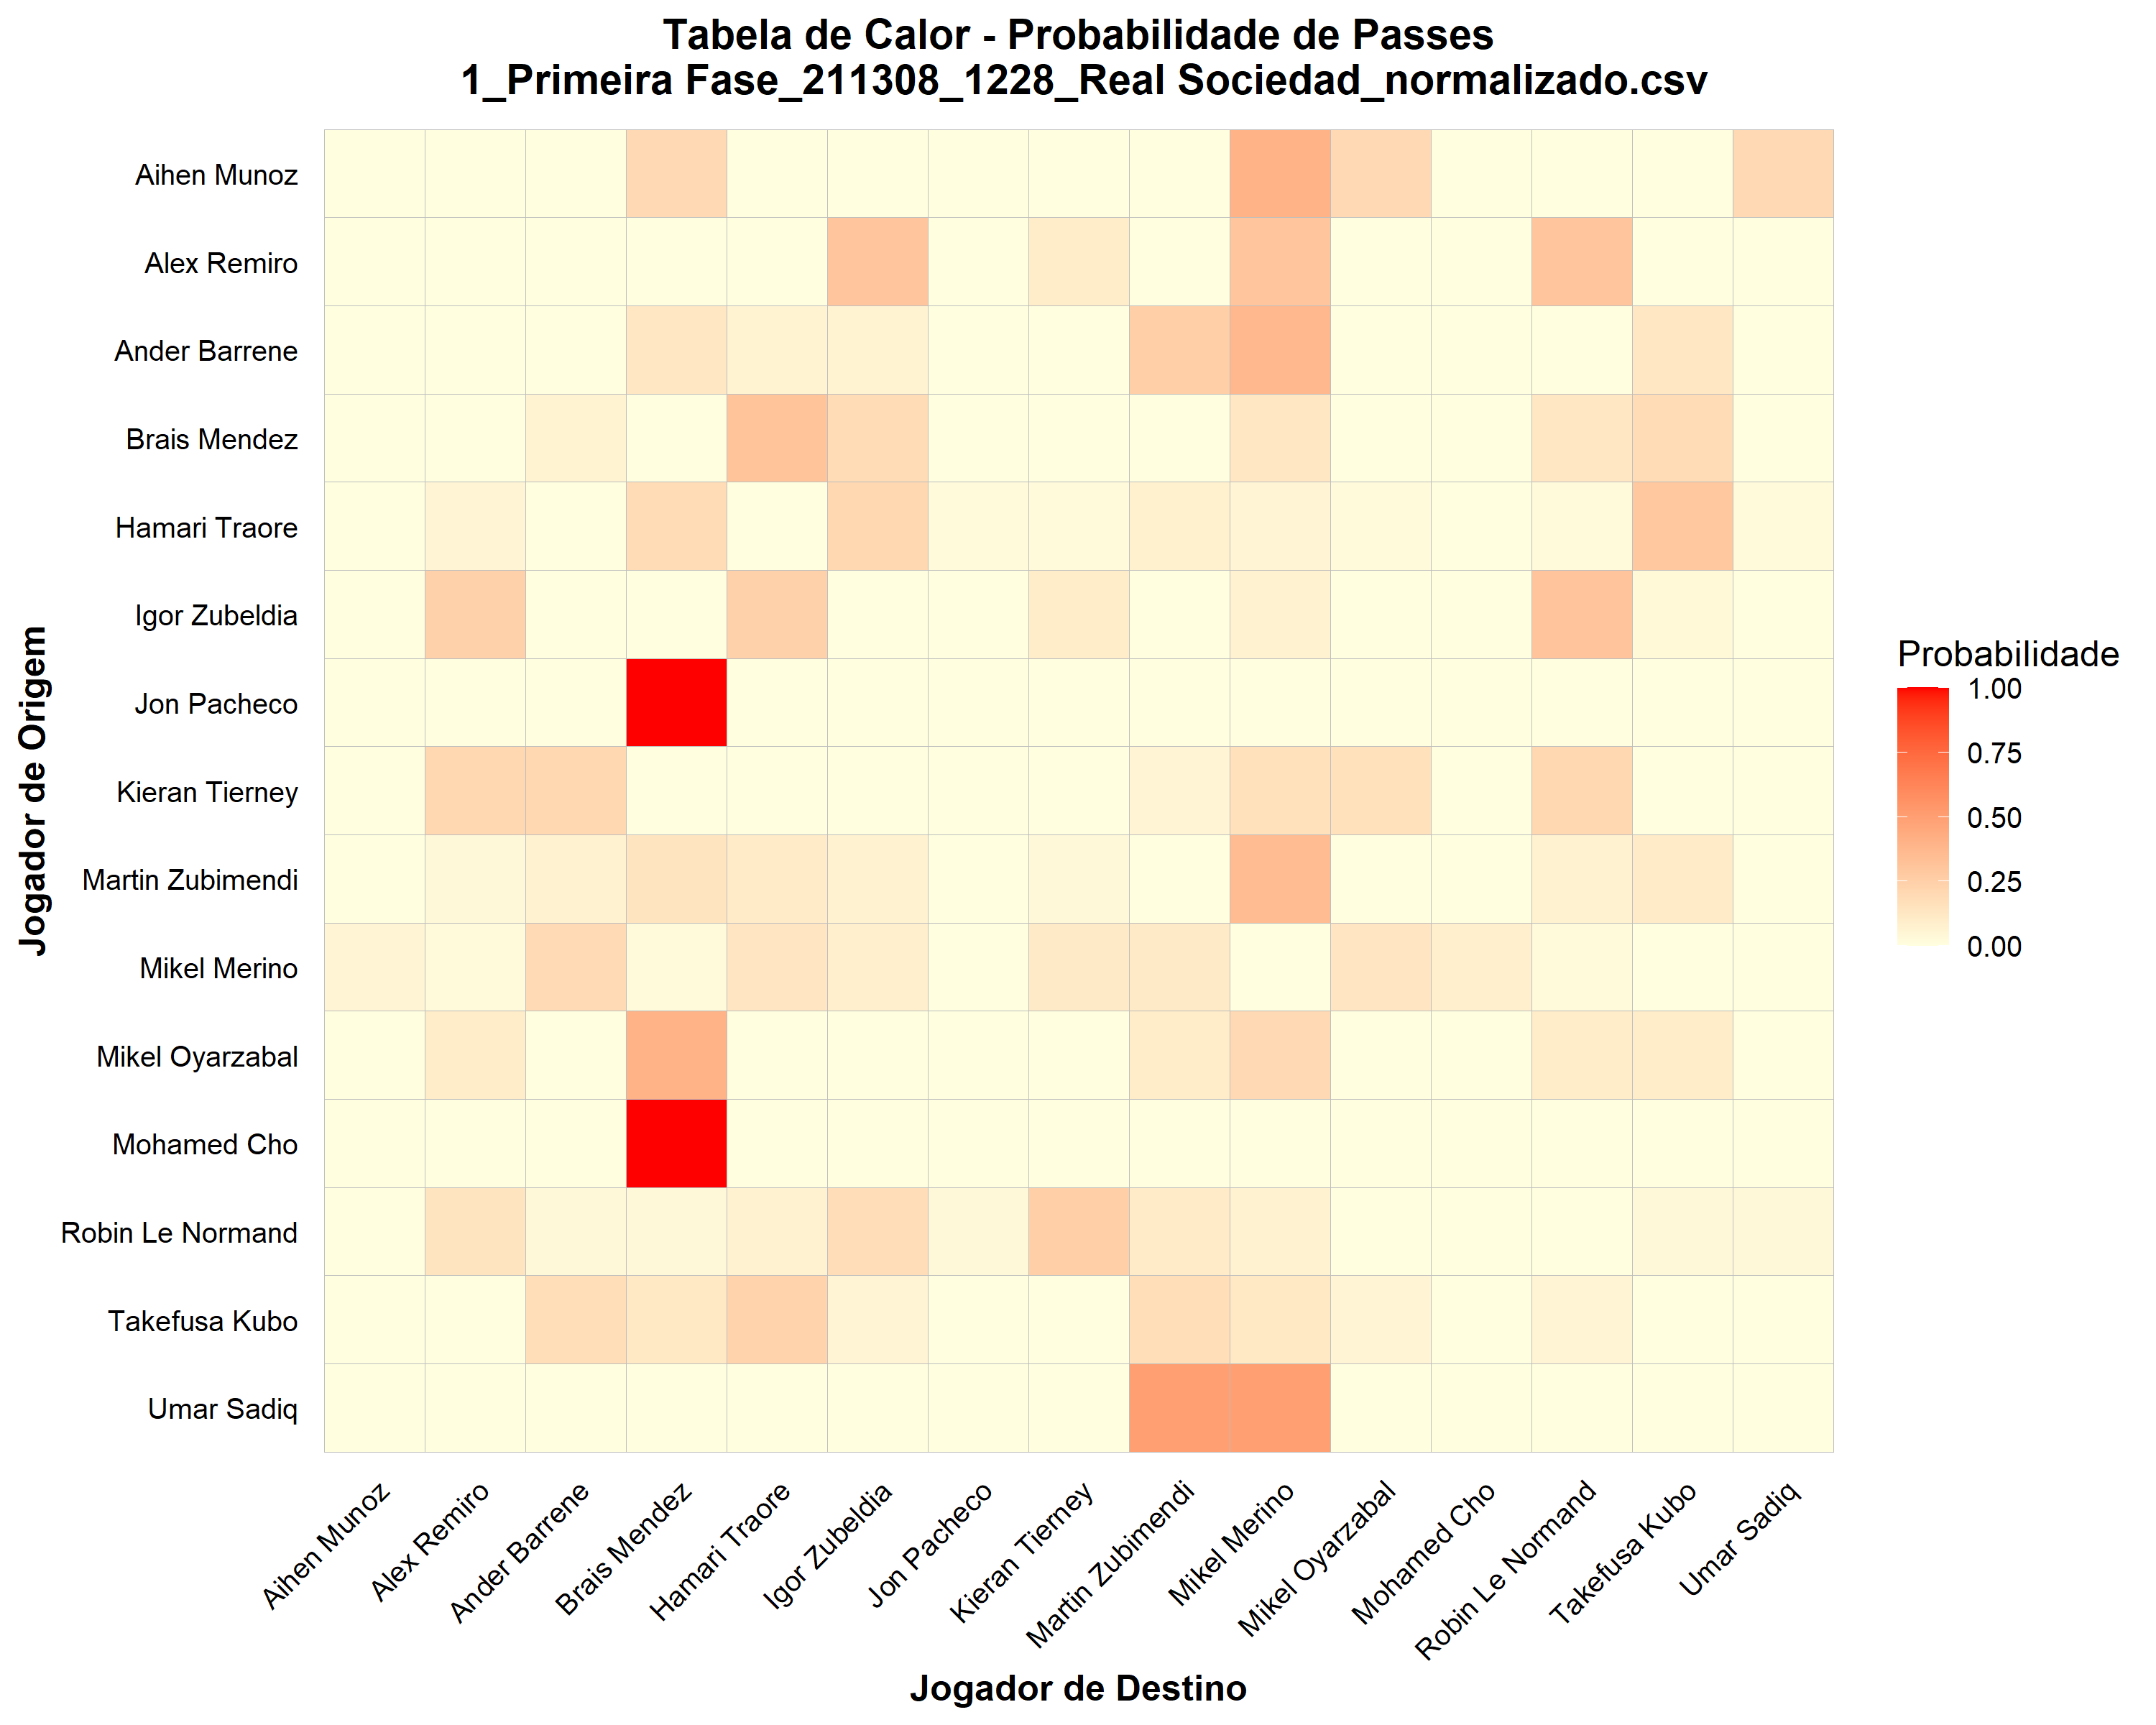 Tabela de Calor - Probabilidade de Passes
1_Primeira Fase_211308_1228_Real Sociedad_normalizado.csv
Jogador de Origem
Aihen Munoz
Alex Remiro
Ander Barrene
Brais Mendez
Hamari Traore
Igor Zubeldia
Jon Pacheco
Kieran Tierney
Martin Zubimendi
Mikel Merino
Mikel Oyarzabal
Mohamed Cho
Robin Le Normand
Takefusa Kubo
Umar Sadiq
Aihen Munoz
Alex Remiro
Ander Barrene
Brais Mendez
Hamari Traore
Igor Zubeldia
Jon Pacheco
Kieran Tierney
Martin Zubimendi
Mikel Merino
Mikel Oyarzabal
Mohamed Cho
Robin Le Normand
Takefusa Kubo
Umar Sadiq
Jogador de Destino
Probabilidade
1.00
0.75
0.50
0.25
0.00